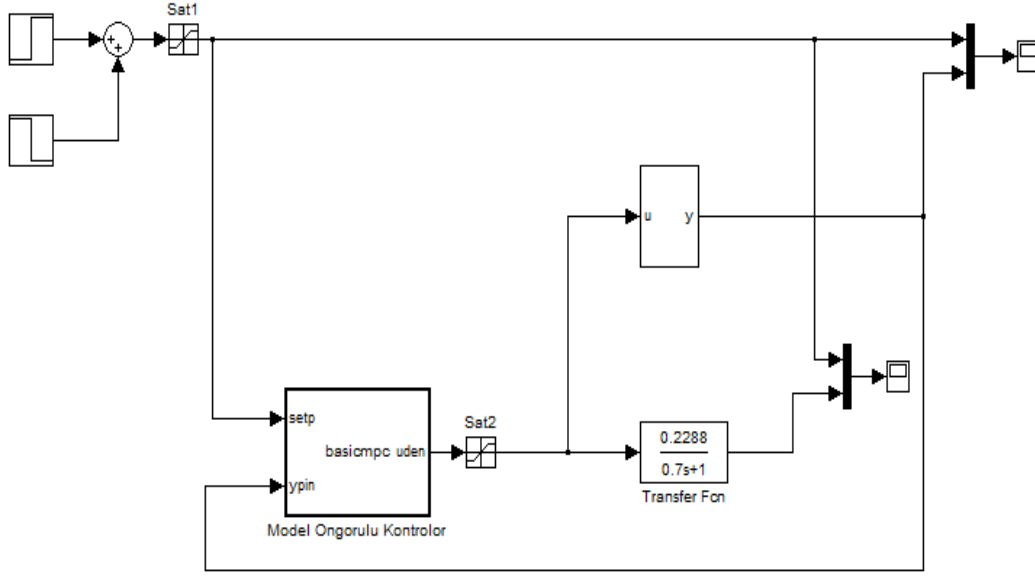 Sat1
+
+
u y
setp
basicmpc uden
ypin
Model Ongorulu Kontrolor
Sat2
0.2288
0.7s+1
Transfer Fcn